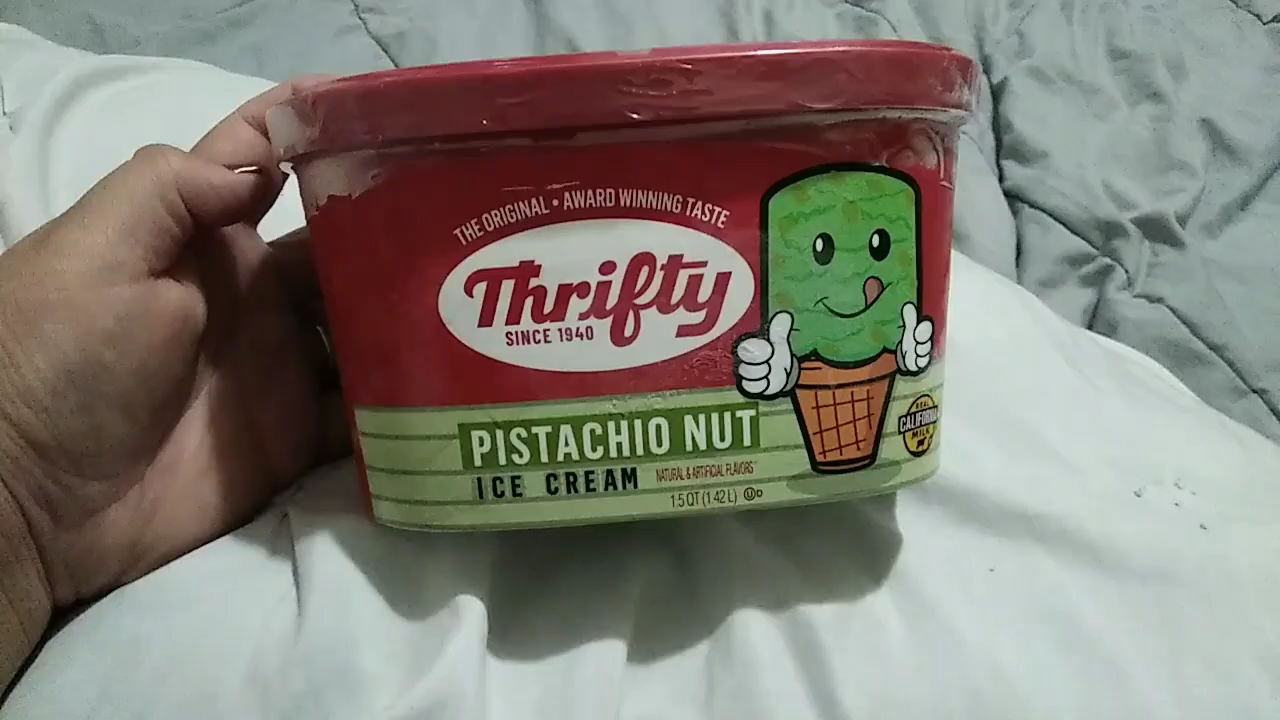 THE ORIGINAL • AWARD WINNING TASTE
Thrifty
SINCE 1940
PISTACHIO NUT
ICE CREAM
NATURAL & ARTIFICIAL FLAVORS
1.5 QT (1.42 L) Ⓤ D
REAL
CALIFORNIA
MILK